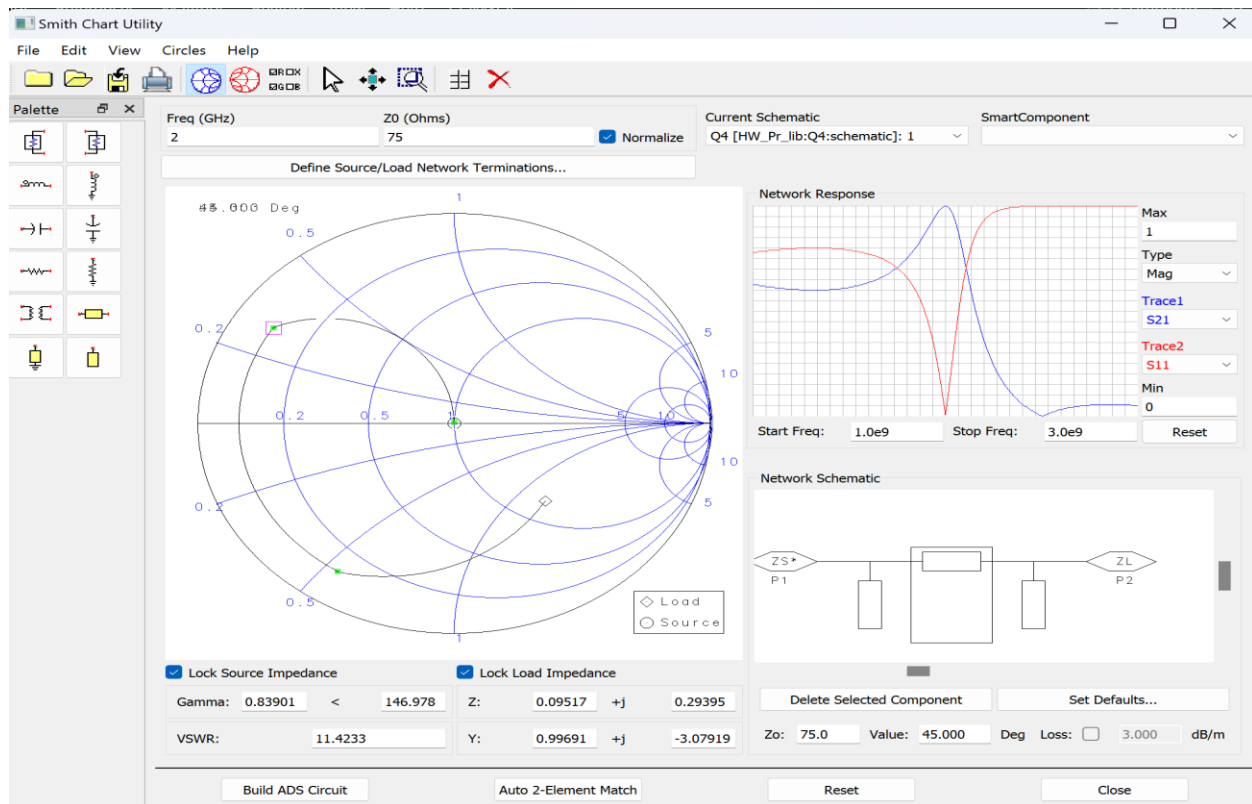 Smith Chart Utility
File Edit View Circles Help
Palette
Freq (GHz) Z0 (Ohms)
2 75 Normalize
Current Schematic SmartComponent
Q4 [HW_Pr_lib:Q4:schematic]: 1
Define Source/Load Network Terminations...
Deg
1
0.5
0.2
5
10
0.2 0.5 1 5 10
10
5
0.2
0.5
1
Load
Source
Network Response
Max
1
Type
Mag
Trace1
S21
Trace2
S11
Min
0
Start Freq: 1.0e9 Stop Freq: 3.0e9 Reset
Network Schematic
ZS* ZL
P1 P2
Lock Source Impedance Lock Load Impedance
Gamma: 0.83901 < 146.978 Z: 0.09517 +j 0.29395
VSWR: 11.4233 Y: 0.99691 +j -3.07919
Delete Selected Component Set Defaults...
Zo: 75.0 Value: 45.000 Deg Loss: 3.000 dB/m
Build ADS Circuit Auto 2-Element Match Reset Close